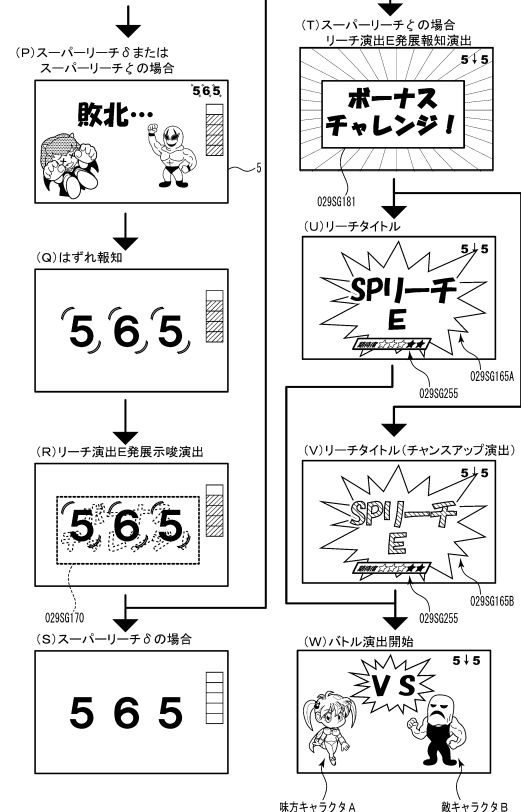 (P)スーパーリーチδまたは
スーパーリーチζの場合
565
敗北…
5
(Q)はずれ報知
5 6 5
(R)リーチ演出E発展示唆演出
5 6 5
029SG170
(S)スーパーリーチδの場合
5 6 5
(T)スーパーリーチζの場合
リーチ演出E発展報知演出
5↓5
ボーナス
チャレンジ!
029SG181
(U)リーチタイトル
5↓5
SPリーチ
E
期待度☆☆☆★★
029SG165A
029SG255
(V)リーチタイトル(チャンスアップ演出)
5↓5
SPリーチ
E
期待度☆☆☆★★
029SG165B
029SG255
(W)バトル演出開始
5↓5
VS
味方キャラクタA
敵キャラクタB